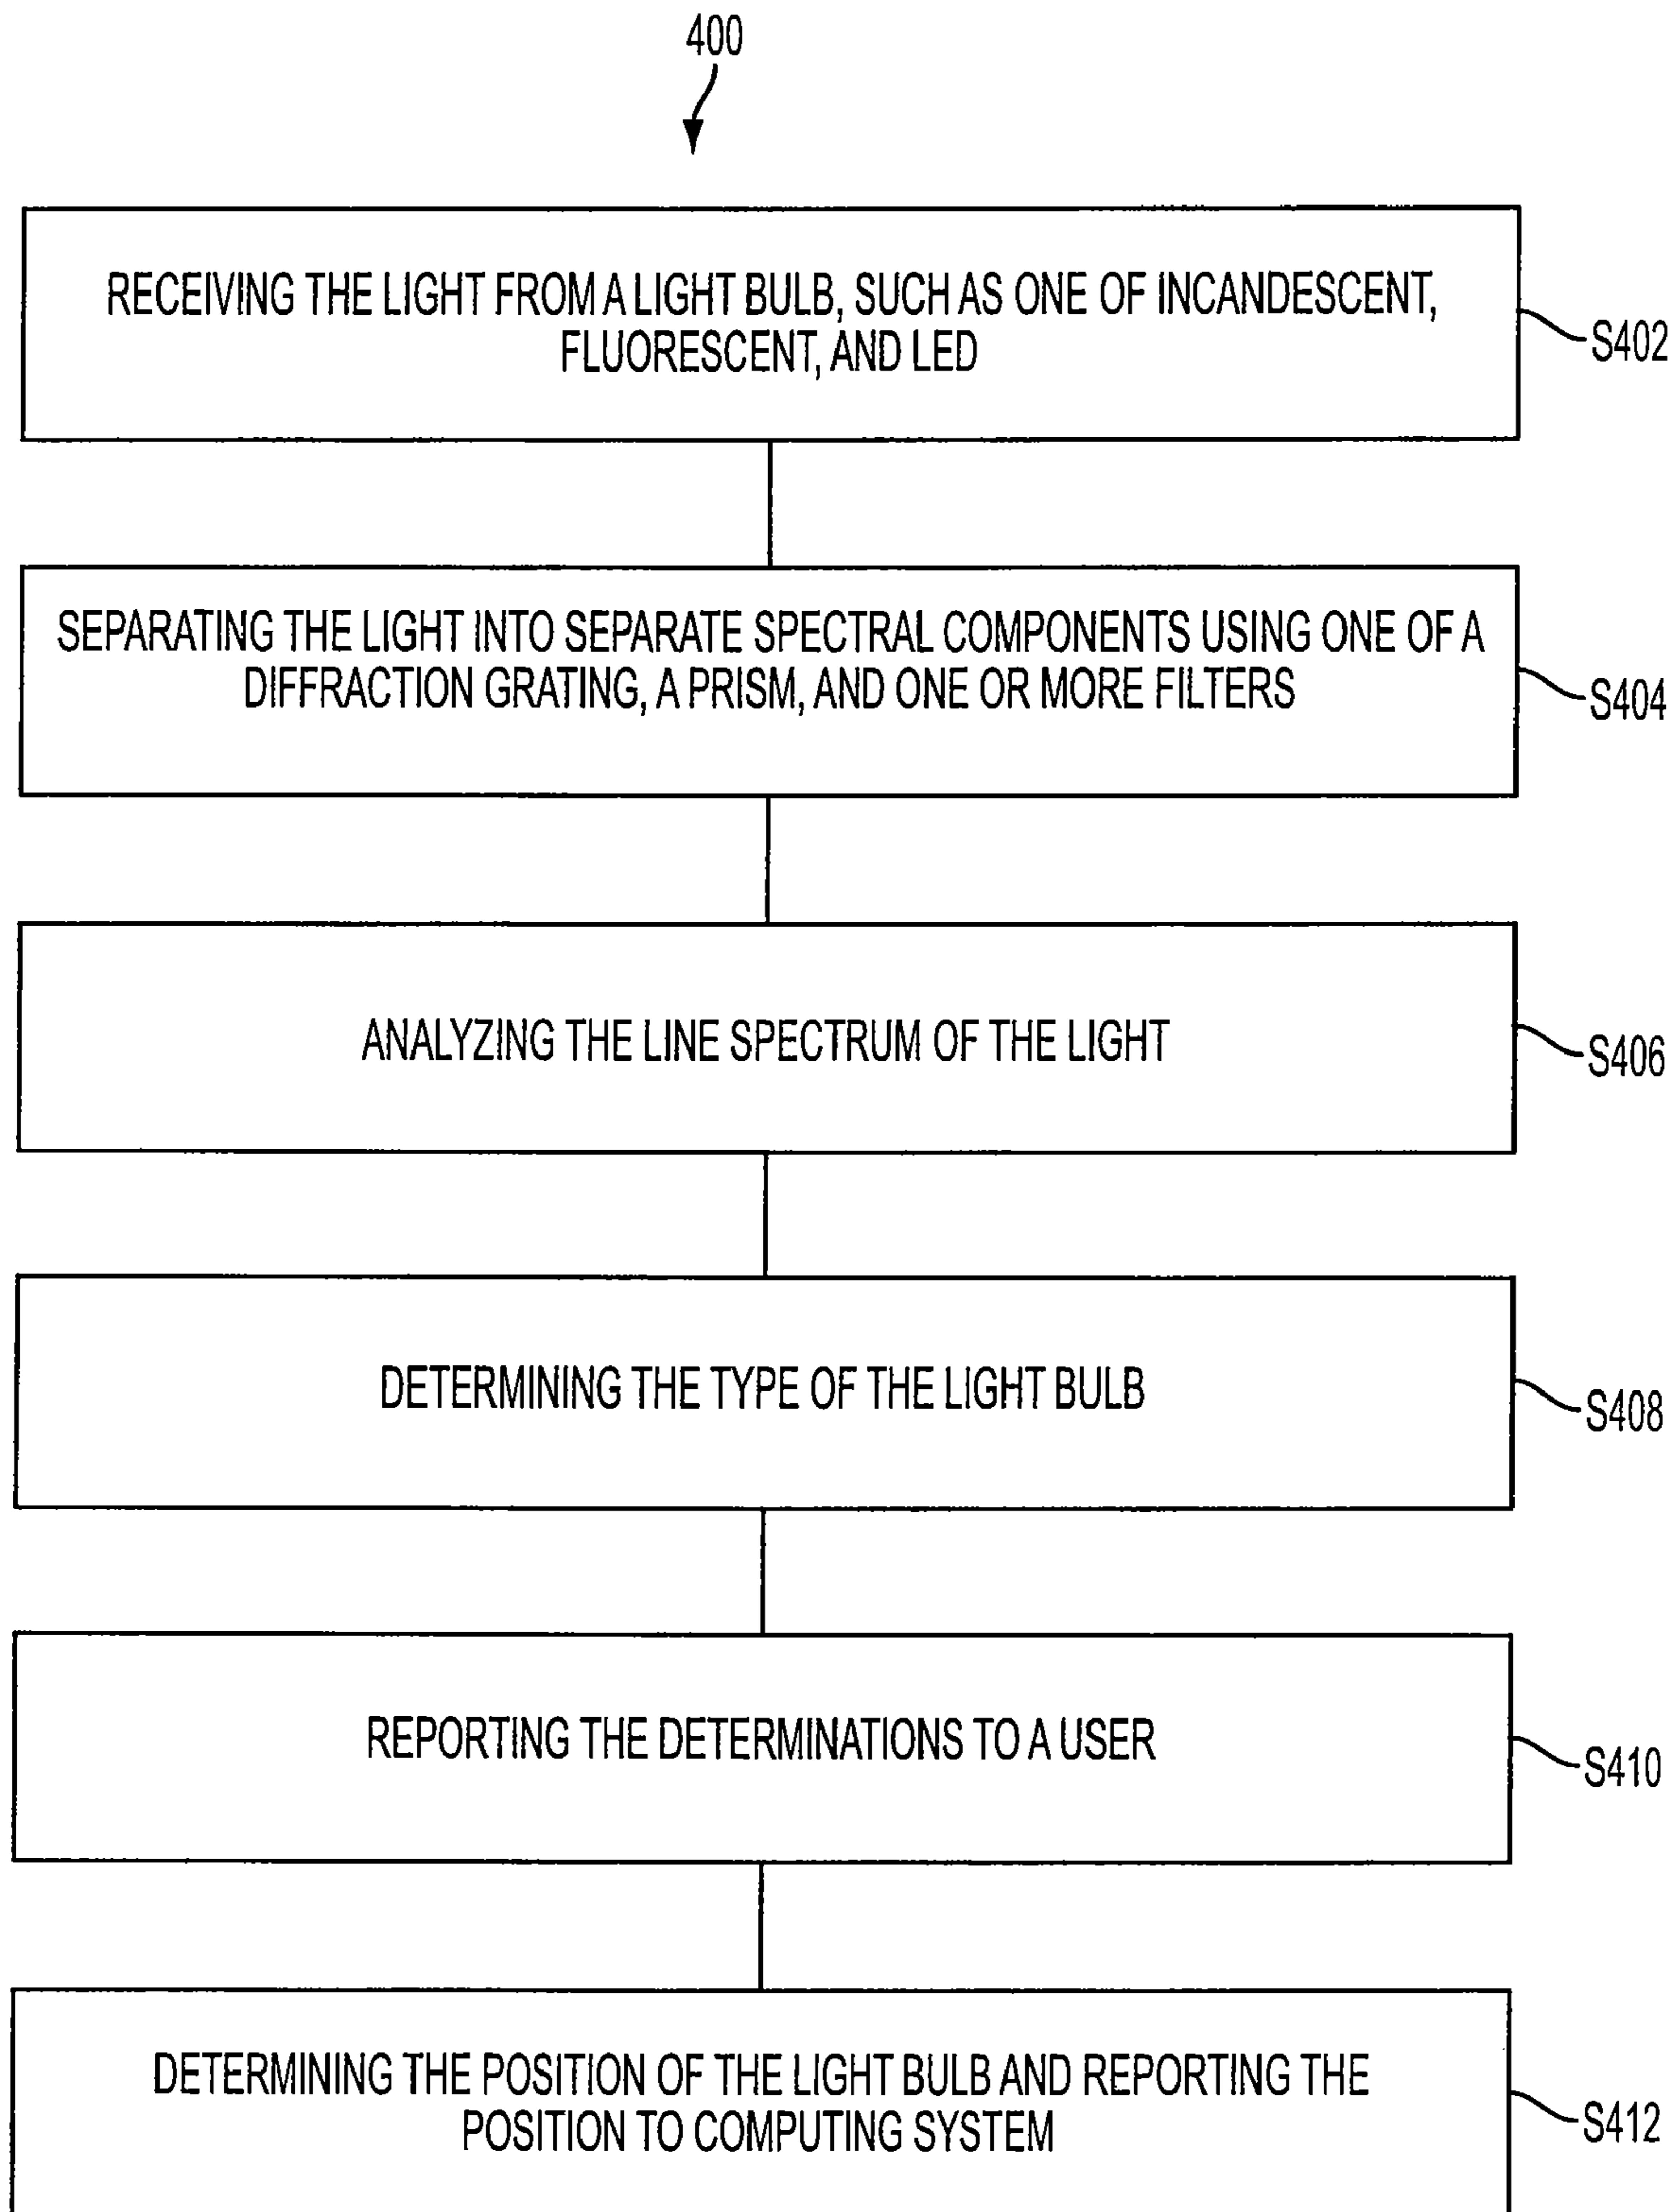 400
RECEIVING THE LIGHT FROM A LIGHT BULB, SUCH AS ONE OF INCANDESCENT,
FLUORESCENT, AND LED
S402
SEPARATING THE LIGHT INTO SEPARATE SPECTRAL COMPONENTS USING ONE OF A
DIFFRACTION GRATING, A PRISM, AND ONE OR MORE FILTERS
S404
ANALYZING THE LINE SPECTRUM OF THE LIGHT
S406
DETERMINING THE TYPE OF THE LIGHT BULB
S408
REPORTING THE DETERMINATIONS TO A USER
S410
DETERMINING THE POSITION OF THE LIGHT BULB AND REPORTING THE
POSITION TO COMPUTING SYSTEM
S412